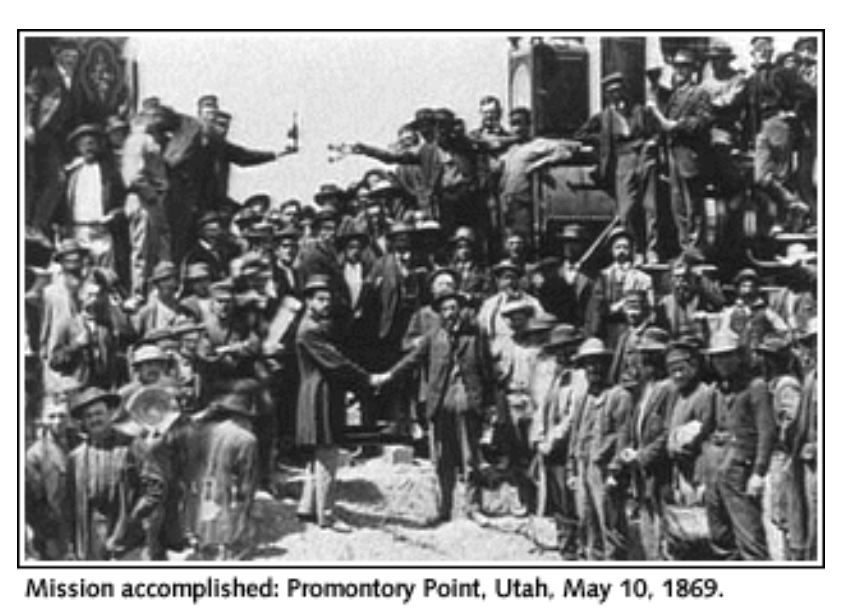 Mission accomplished: Promontory Point, Utah, May 10, 1869.